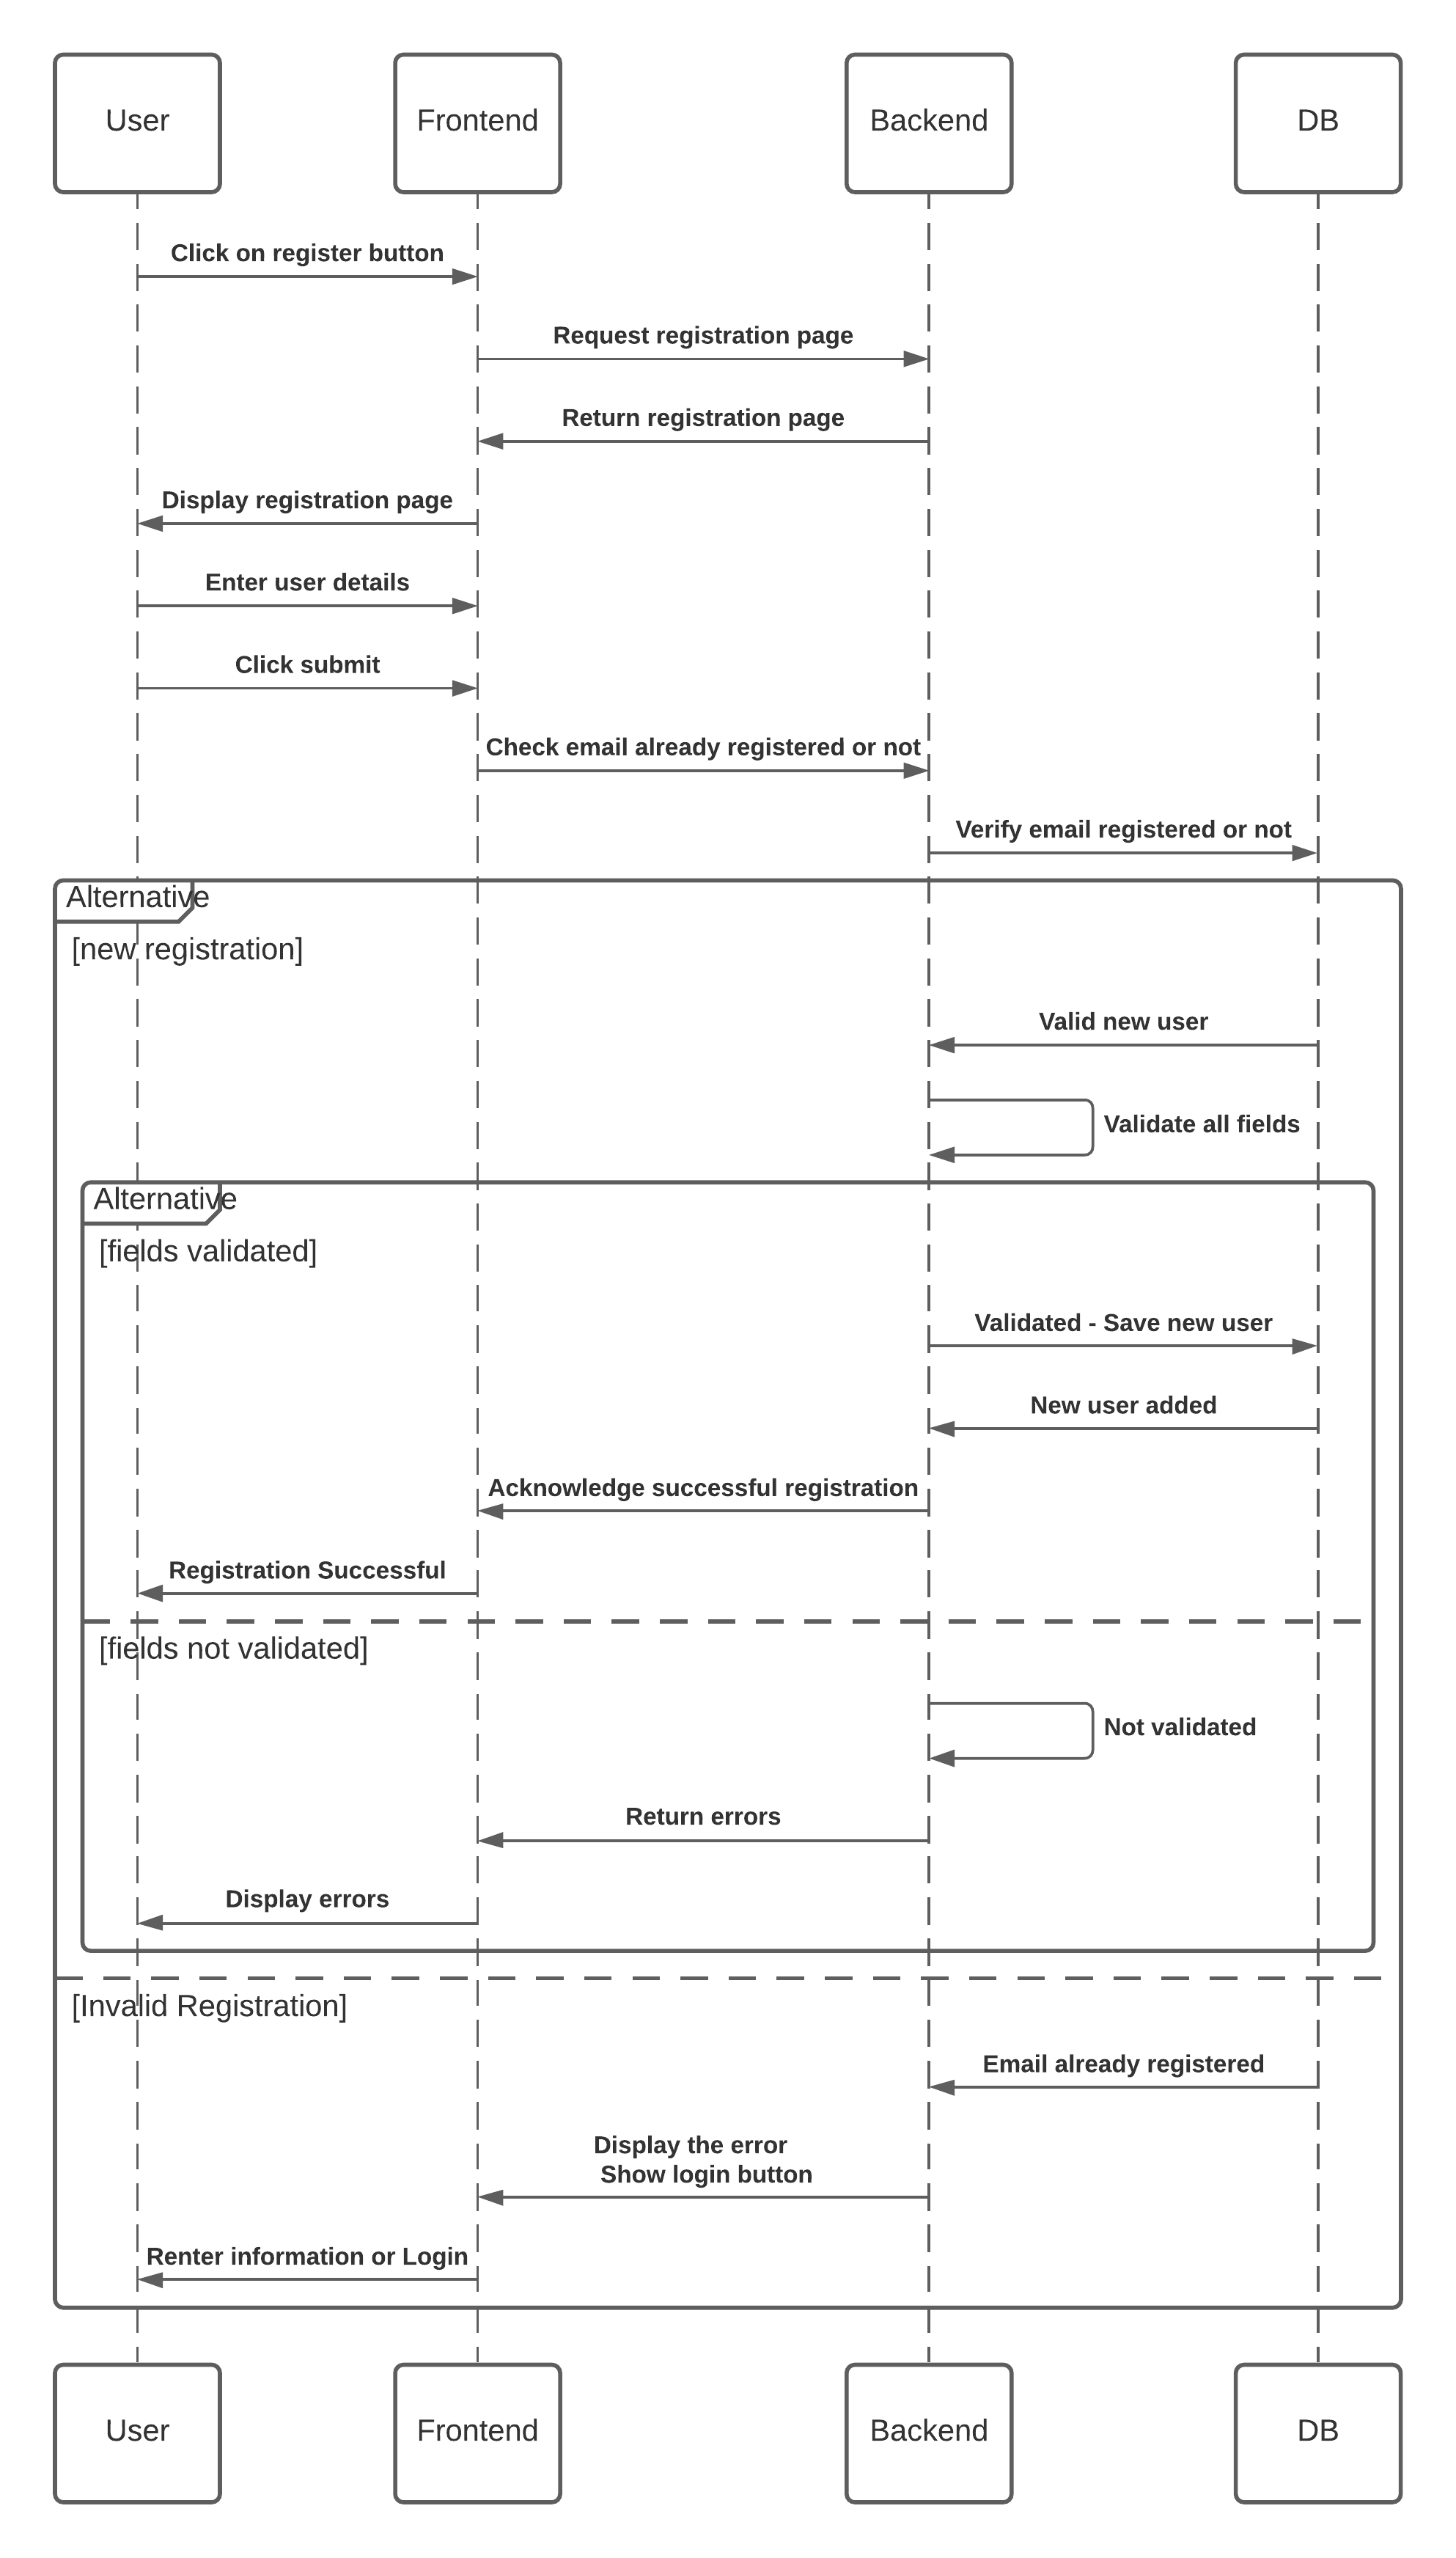 User
Frontend
Backend
DB
Click on register button
Request registration page
Return registration page
Display registration page
Enter user details
Click submit
Check email already registered or not
Verify email registered or not
Alternative
[new registration]
Valid new user
Validate all fields
Alternative
[fields validated]
Validated - Save new user
New user added
Acknowledge successful registration
Registration Successful
[fields not validated]
Not validated
Return errors
Display errors
[Invalid Registration]
Email already registered
Display the error
Show login button
Renter information or Login
User
Frontend
Backend
DB